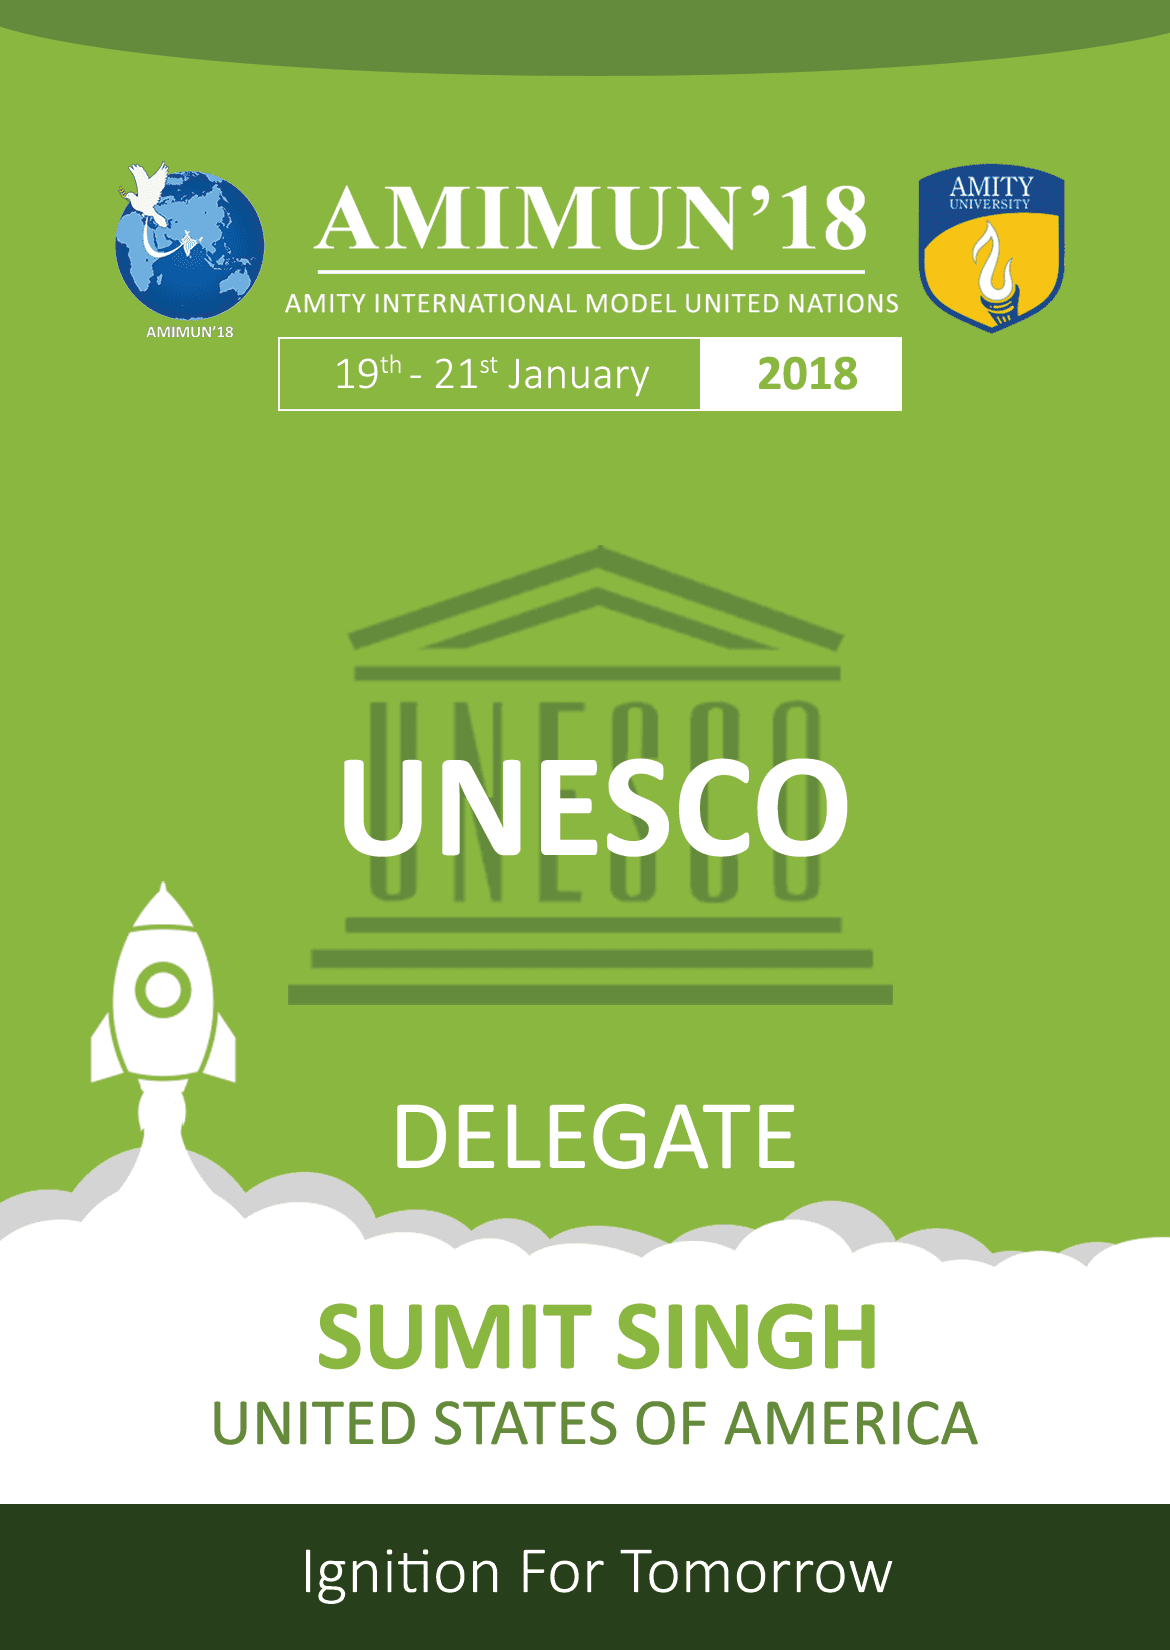 AMIMUN'18
AMITY INTERNATIONAL MODEL UNITED NATIONS
AMIMUN'18
AMITY
UNIVERSITY
19th - 21st January 2018
UNESCO
UNESCO
DELEGATE
SUMIT SINGH
UNITED STATES OF AMERICA
Ignition For Tomorrow